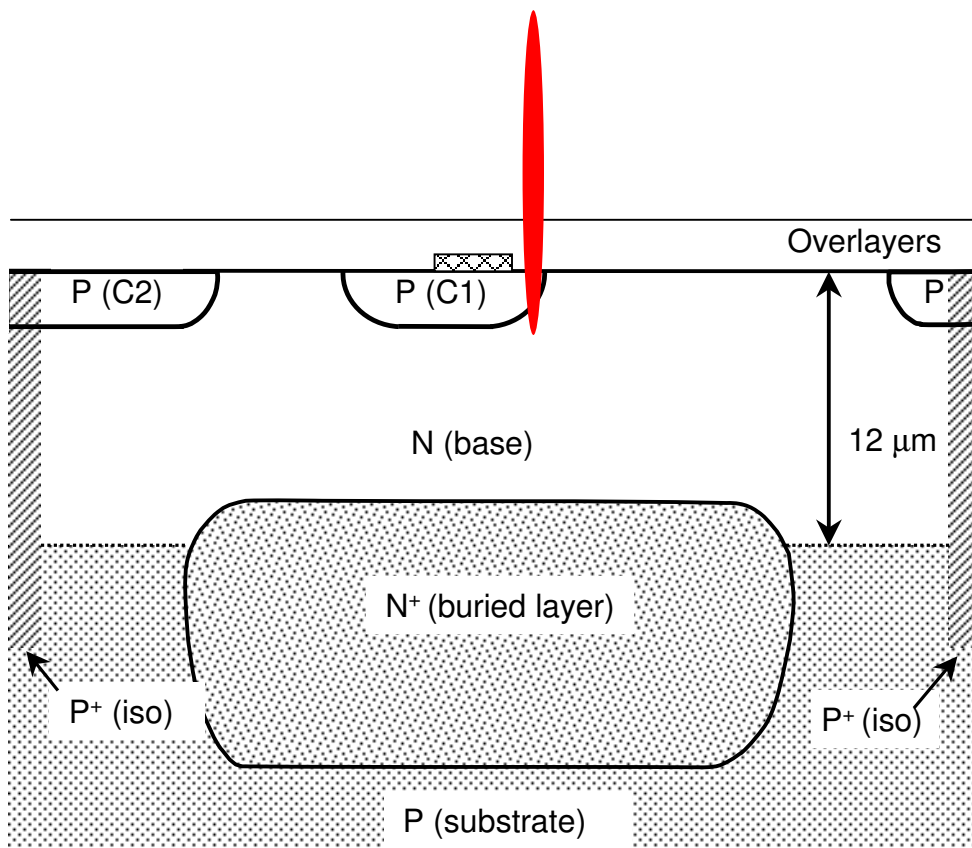 Overlayers
P (C2)
P (C1)
P
N (base)
12 μm
N⁺ (buried layer)
P⁺ (iso)
P⁺ (iso)
P (substrate)